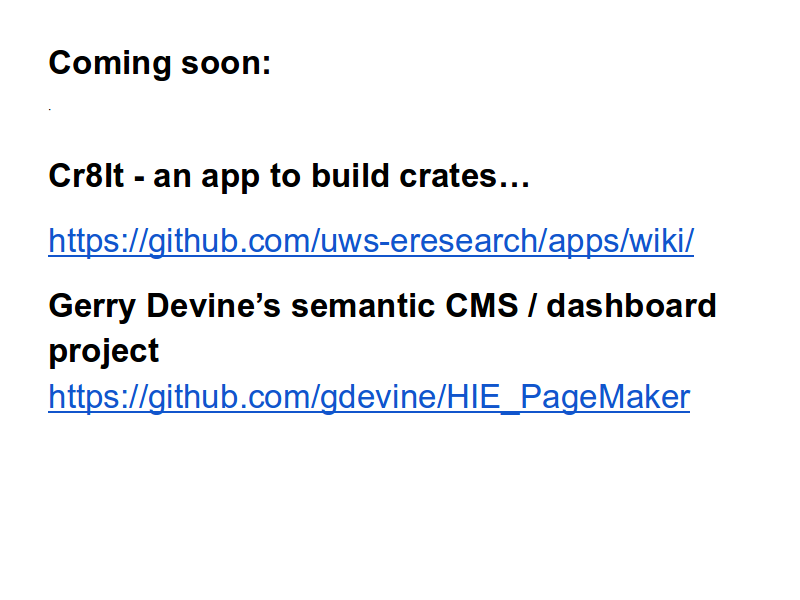 Coming soon:
.
Cr8It - an app to build crates…
https://github.com/uws-eresearch/apps/wiki/
Gerry Devine’s semantic CMS / dashboard
project
https://github.com/gdevine/HIE_PageMaker